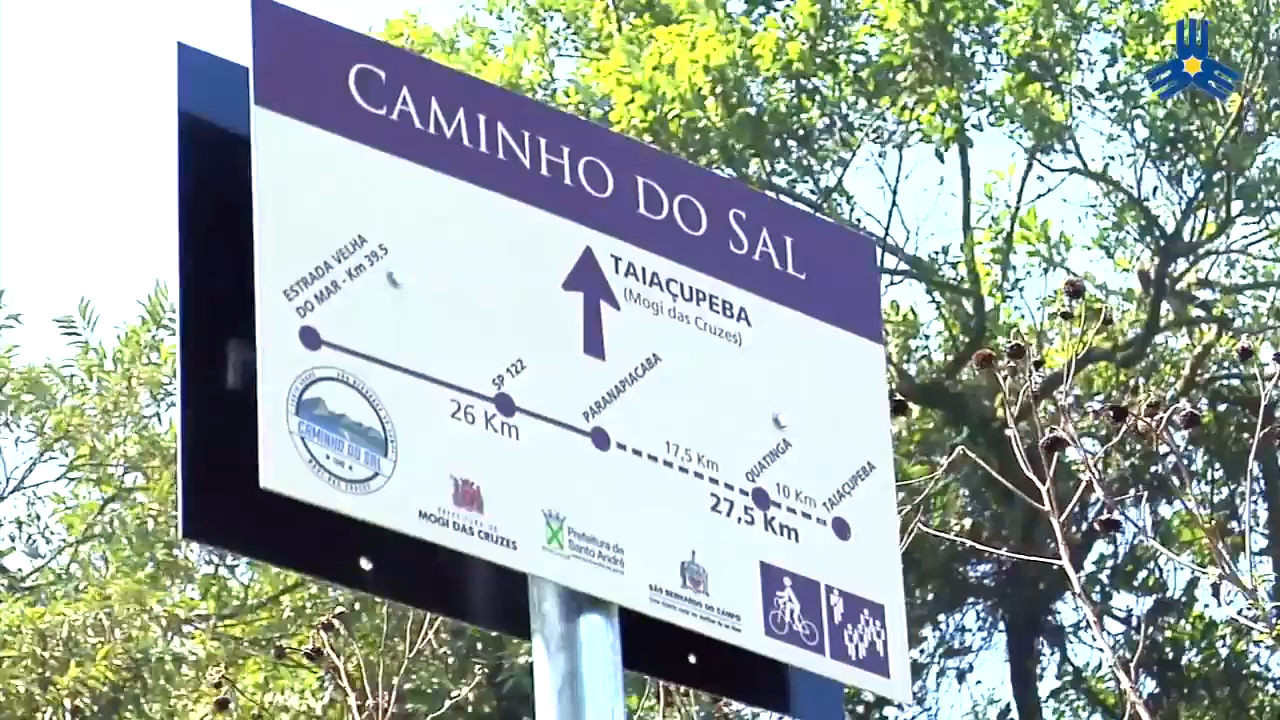 CAMINHO DO SAL
TAIAÇUPEBA
(Mogi das Cruzes)
ESTRADA VELHA
DO MAR - Km 39,5
SP 122
PARANAPIACABA
QUATINGA
TAIAÇUPEBA
26 Km
17,5 Km
10 Km
27,5 Km
CAMINHO DO SAL
MOGI DAS CRUZES
Prefeitura de
Santo André
SÃO BERNARDO DO CAMPO